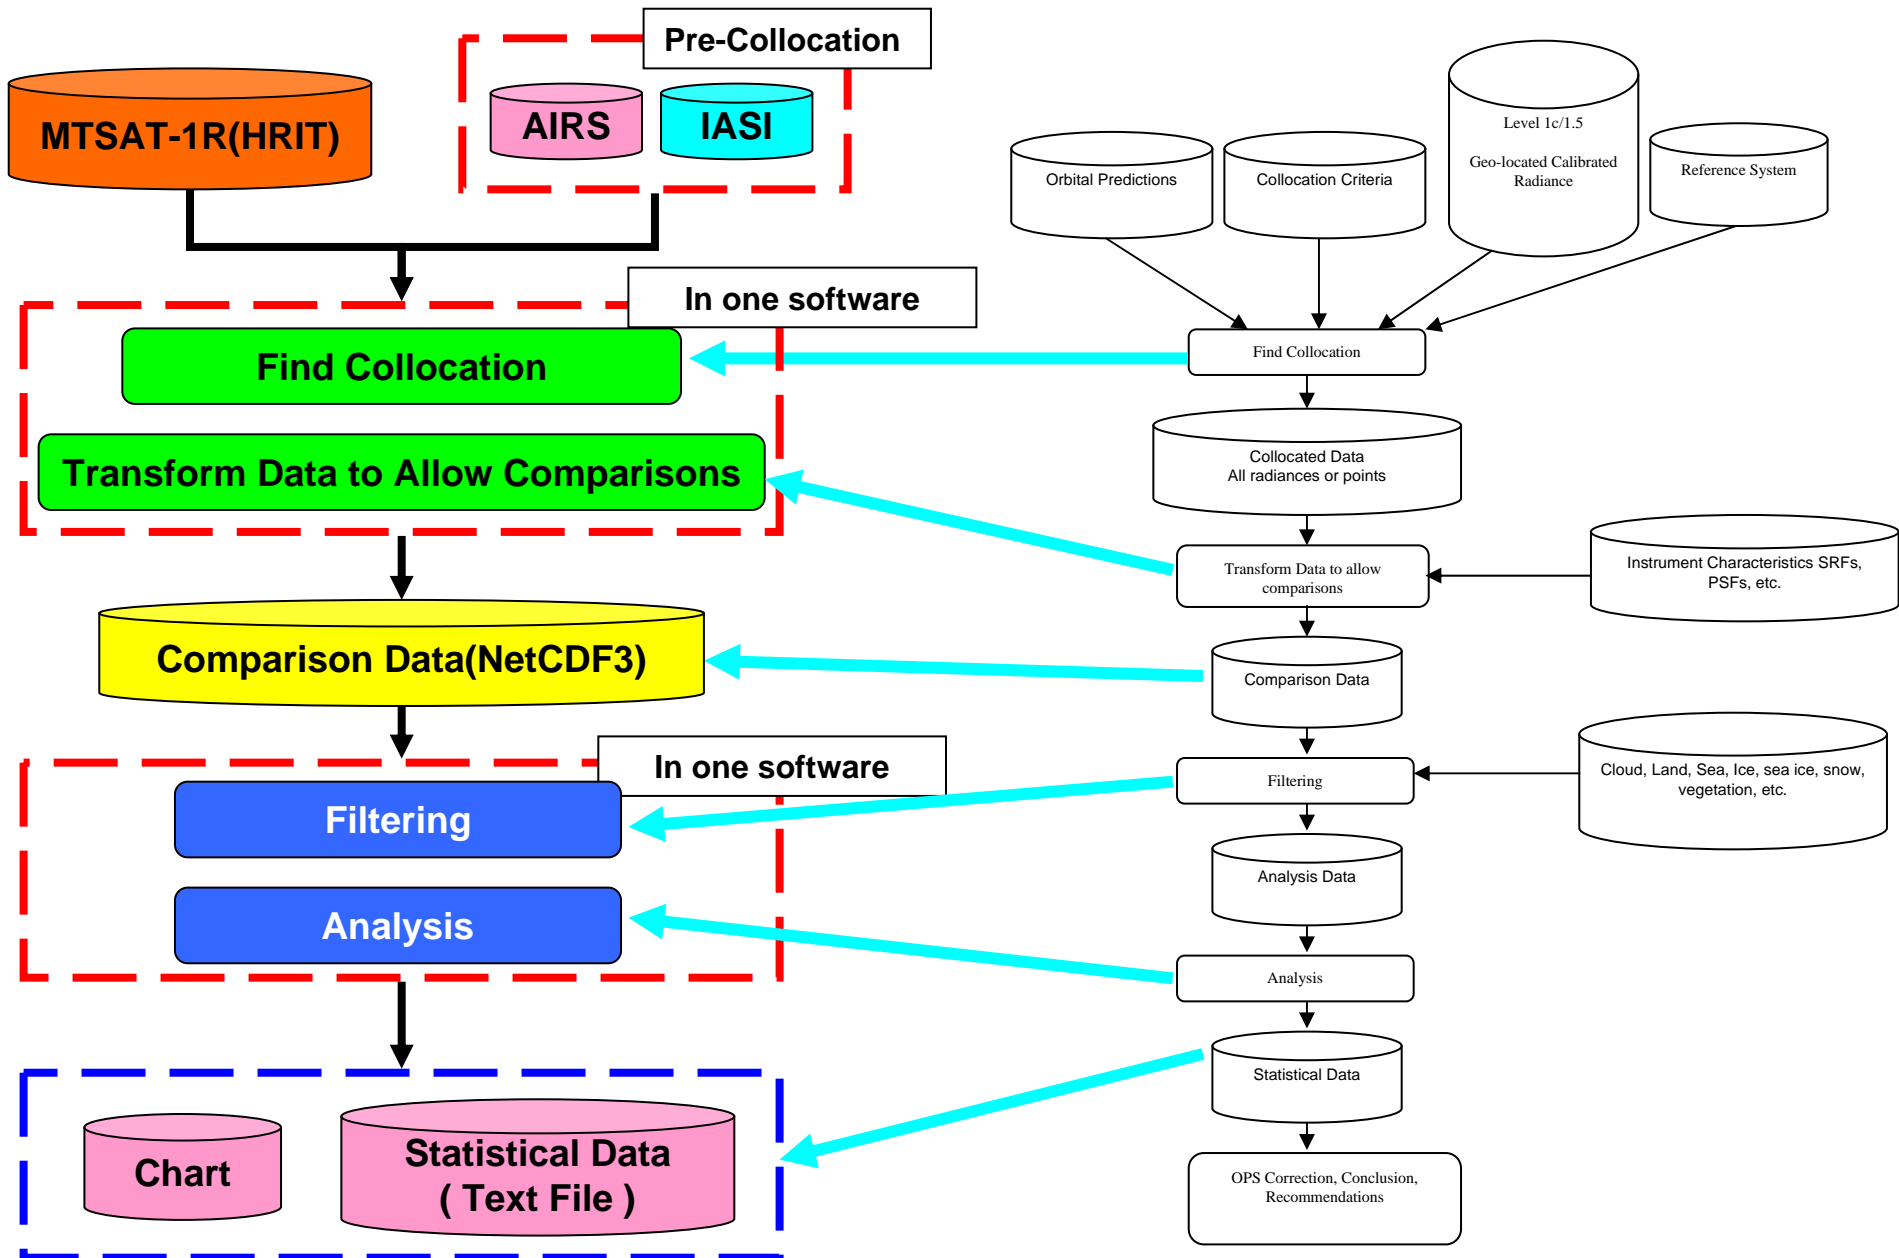 Pre-Collocation
MTSAT-1R(HRIT)
AIRS
IASI
In one software
Find Collocation
Transform Data to Allow Comparisons
Comparison Data(NetCDF3)
In one software
Filtering
Analysis
Chart
Statistical Data
( Text File )
Orbital Predictions
Collocation Criteria
Level 1c/1.5
Geo-located Calibrated
Radiance
Reference System
Find Collocation
Collocated Data
All radiances or points
Transform Data to allow
comparisons
Instrument Characteristics SRFs,
PSFs, etc.
Comparison Data
Filtering
Cloud, Land, Sea, Ice, sea ice, snow,
vegetation, etc.
Analysis Data
Analysis
Statistical Data
OPS Correction, Conclusion,
Recommendations